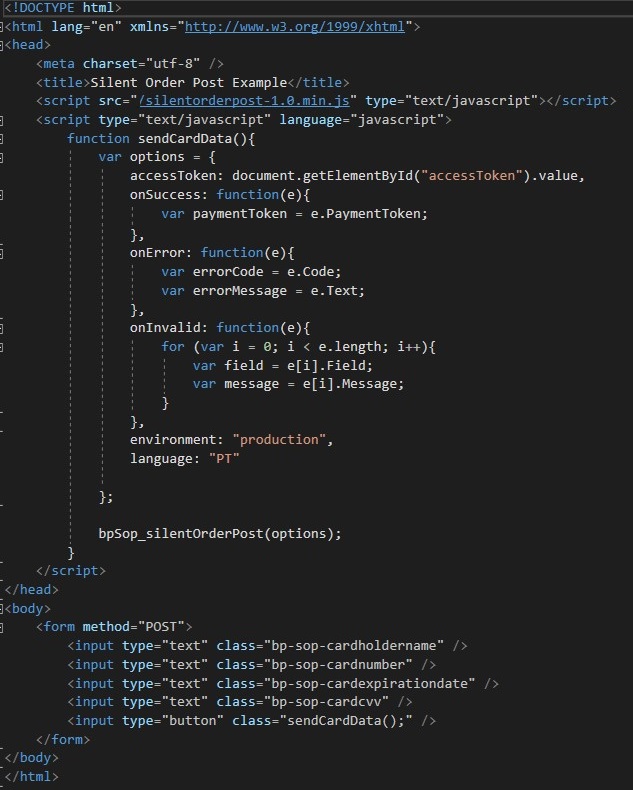 <!DOCTYPE html>
<html lang="en" xmlns="http://www.w3.org/1999/xhtml">
<head>
    <meta charset="utf-8" />
    <title>Silent Order Post Example</title>
    <script src="/silentorderpost-1.0.min.js" type="text/javascript"></script>
    <script type="text/javascript" language="javascript">
        function sendCardData(){
            var options = {
                accessToken: document.getElementById("accessToken").value,
                onSuccess: function(e){
                    var paymentToken = e.PaymentToken;
                },
                onError: function(e){
                    var errorCode = e.Code;
                    var errorMessage = e.Text;
                },
                onInvalid: function(e){
                    for (var i = 0; i < e.length; i++){
                        var field = e[i].Field;
                        var message = e[i].Message;
                    }
                },
                environment: "production",
                language: "PT"

            };

            bpSop_silentOrderPost(options);
        }
    </script>
</head>
<body>
    <form method="POST">
        <input type="text" class="bp-sop-cardholdername" />
        <input type="text" class="bp-sop-cardnumber" />
        <input type="text" class="bp-sop-cardexpirationdate" />
        <input type="text" class="bp-sop-cardcvv" />
        <input type="button" class="sendCardData();" />
    </form>
</body>
</html>